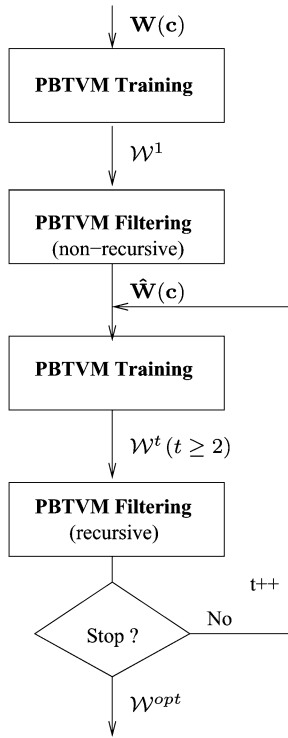 W(c)
PBTVM Training
𝒲¹
PBTVM Filtering
(non−recursive)
Ŵ(c)
PBTVM Training
𝒲ᵗ (t ≥ 2)
PBTVM Filtering
(recursive)
t++
No
Stop ?
𝒲ᵒᵖᵗ